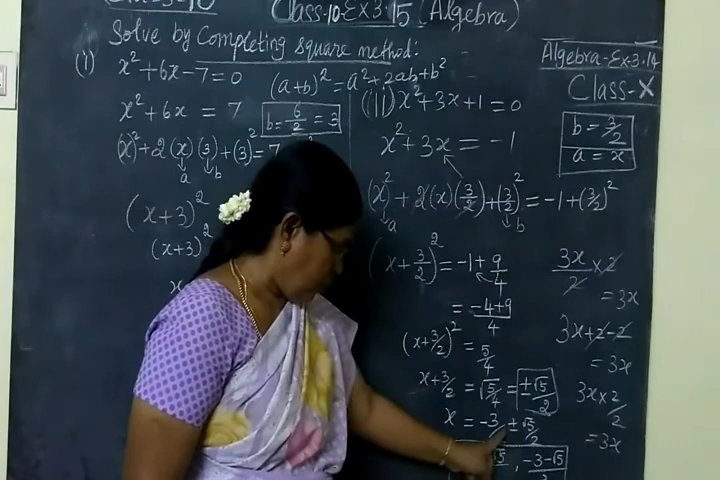 Class-10-EX3.15 (Algebra)
Solve by Completing square method:
(i) x² + 6x - 7 = 0
(a+b)² = a² + 2ab + b²
x² + 6x = 7
b = 6/2 = 3
(x)² + 2(x)(3) + (3)² = 7
a b
(x+3)²
(x+3)²
x
(ii) x² + 3x + 1 = 0
x² + 3x = -1
(x)² + 2(x)(3/2) + (3/2)² = -1 + (3/2)²
a b
(x + 3/2)² = -1 + 9/4
= -4+9/4
(x+3/2)² = 5/4
x + 3/2 = √5/4 = ±√5/2
x = -3/ ± √5/2
√5 , -3-√5
Algebra-Ex-3.14
Class-X
b = 3/2
a = x
3x/2 × 2
= 3x
3x+2-2
= 3x
3x × 2/2
= 3x